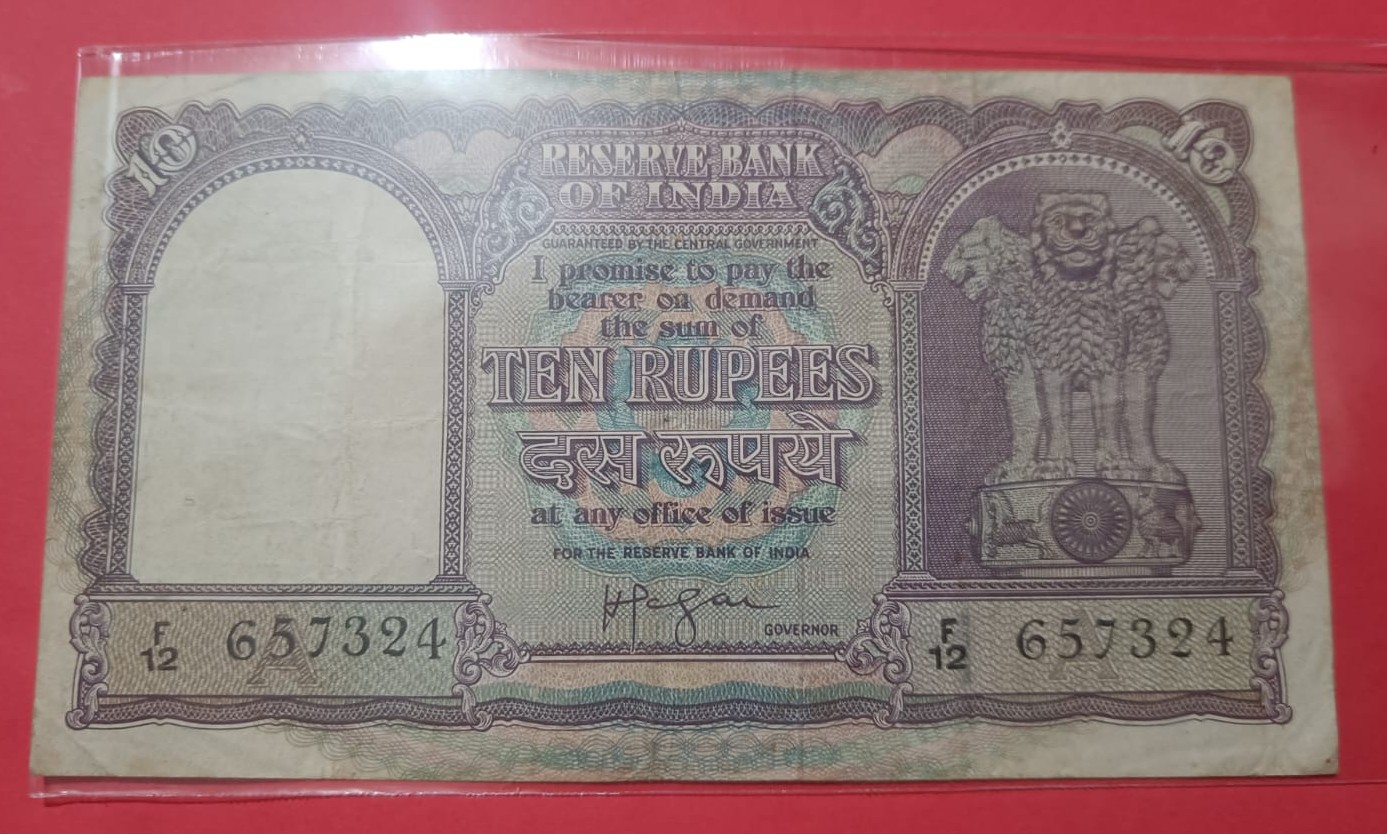 10
10
RESERVE BANK
OF INDIA
GUARANTEED BY THE CENTRAL GOVERNMENT
I promise to pay the
bearer on demand
the sum of
TEN RUPEES
दस रूपये
at any office of issue
FOR THE RESERVE BANK OF INDIA
GOVERNOR
F
12 657324
A
F
12 657324
A